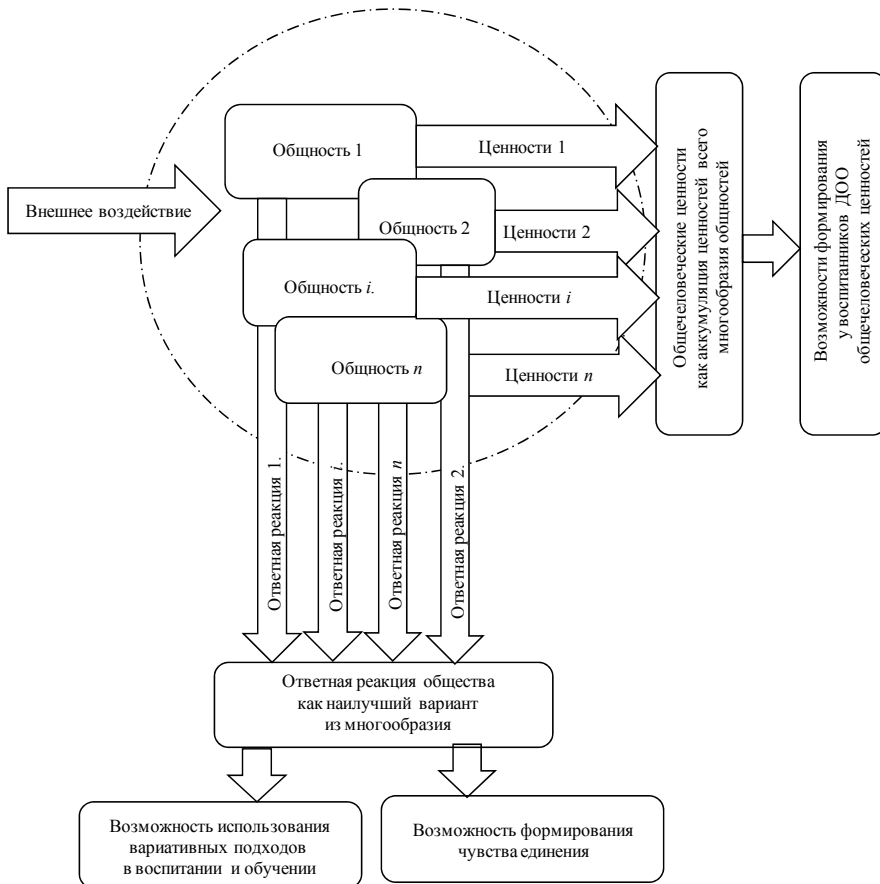 Общность 1
Ценности 1
Внешнее воздействие
Общность 2
Ценности 2
Общность i.
Ценности i
Общность n
Ценности n
Общечеловеческие ценности
как аккумуляция ценностей всего
многообразия общностей
Возможности формирования
у воспитанников ДОО
общечеловеческих ценностей
Ответная реакция 1.
Ответная реакция i.
Ответная реакция n
Ответная реакция 2.
Ответная реакция общества
как наилучший вариант
из многообразия
Возможность использования
вариативных подходов
в воспитании и обучении
Возможность формирования
чувства единения